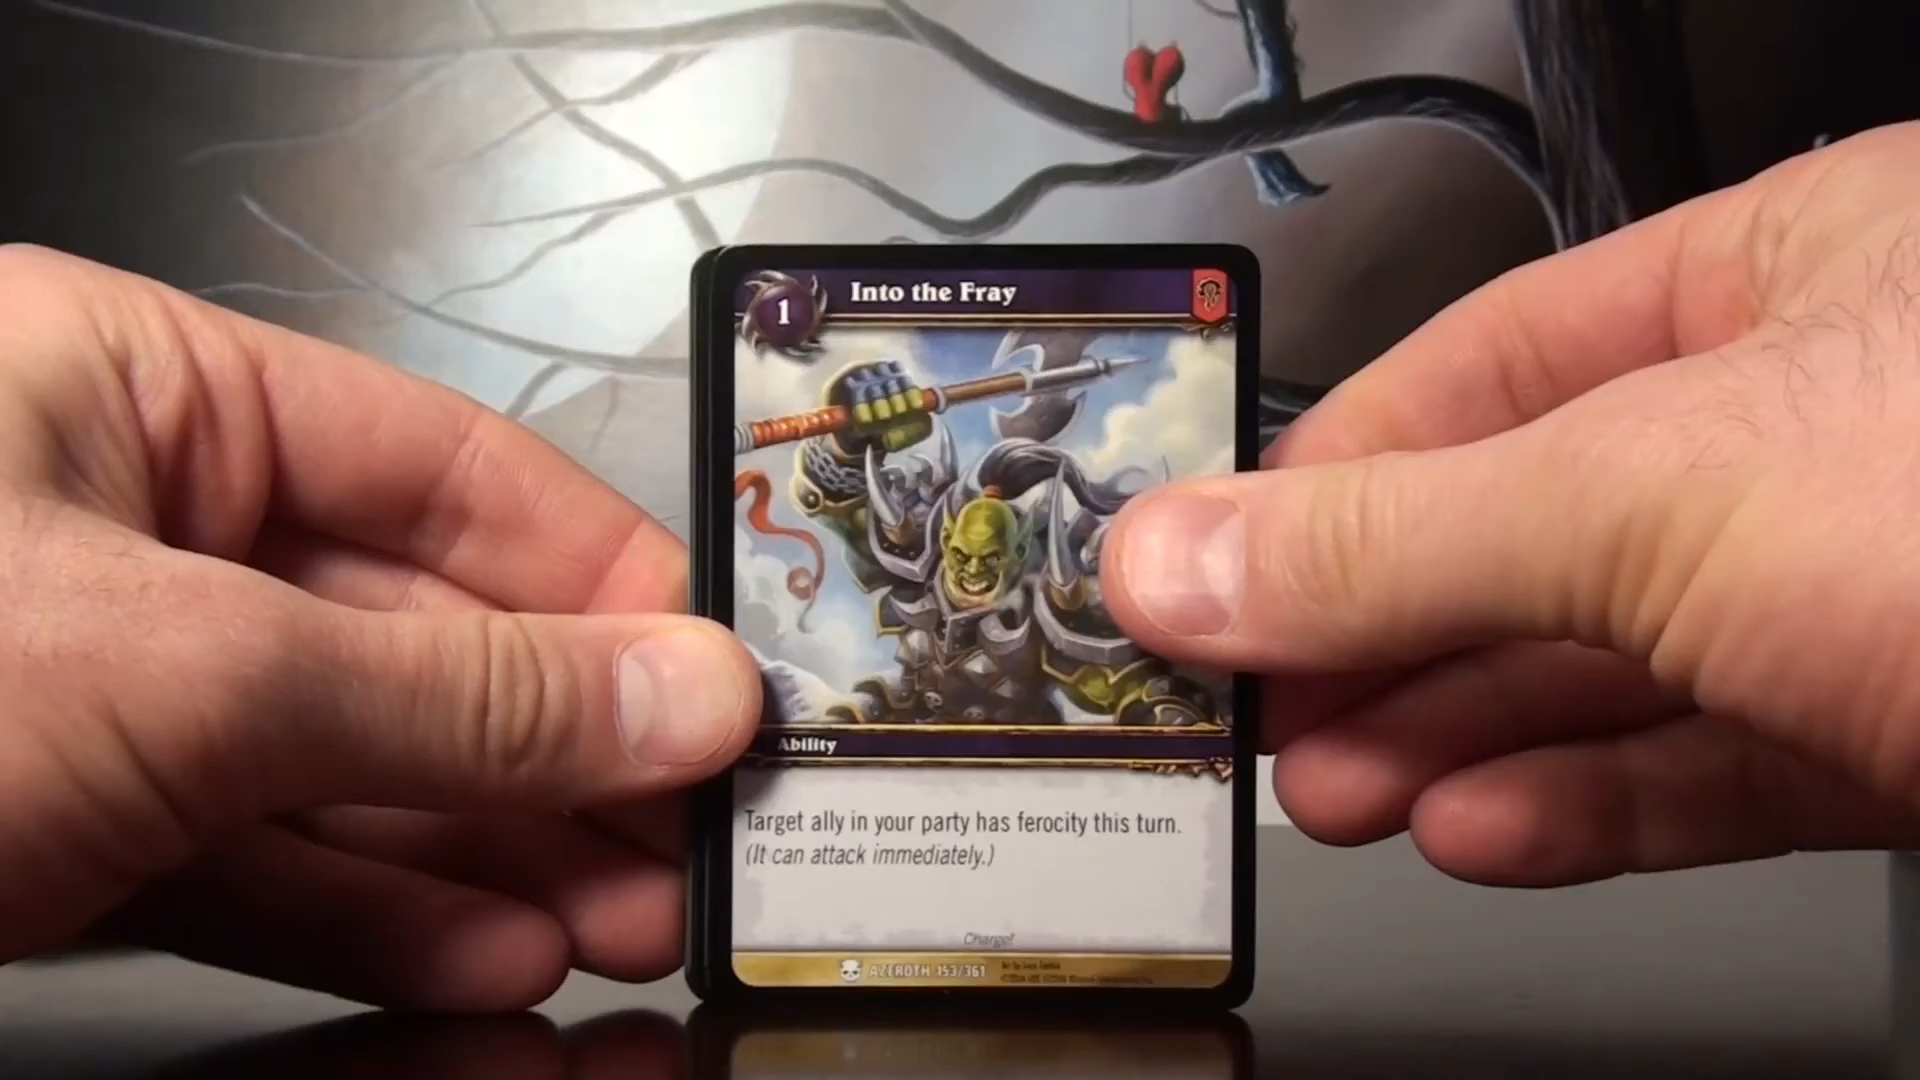 1
Into the Fray
Ability
Target ally in your party has ferocity this turn.
(It can attack immediately.)
Charge!
AZEROTH 153/361